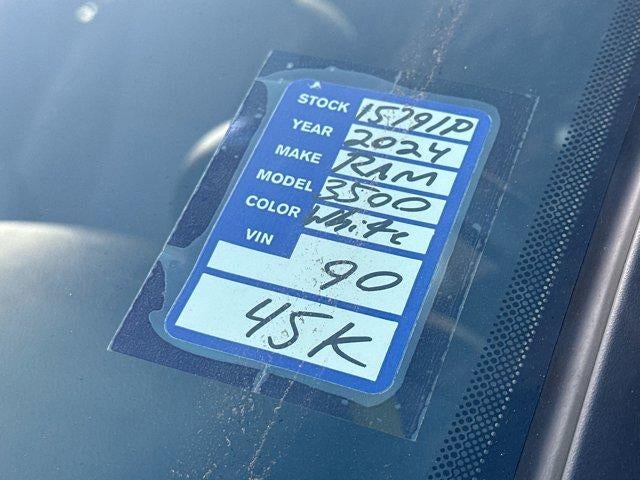 STOCK 15791P
YEAR 2024
MAKE RAM
MODEL 3500
COLOR White
VIN 90
45K